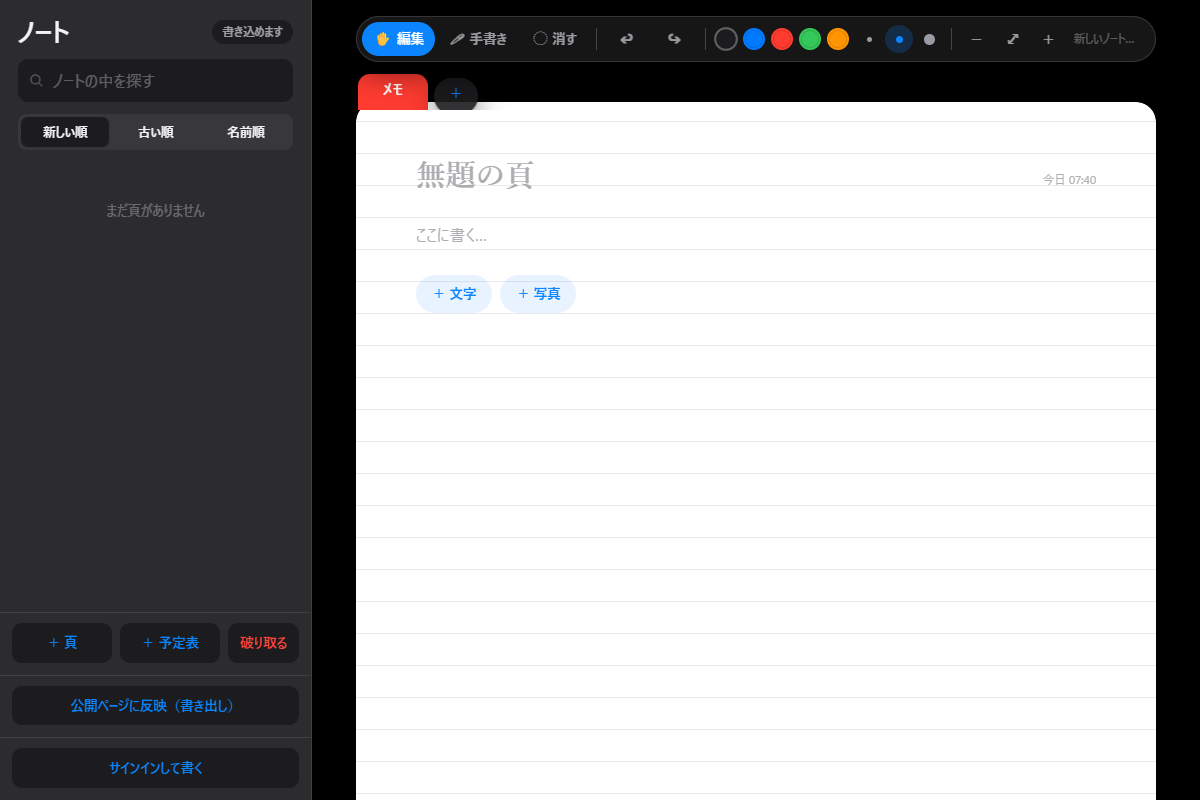 ノート
書き込めます
ノートの中を探す
新しい順 古い順 名前順
まだ頁がありません
+ 頁 + 予定表 破り取る
公開ページに反映（書き出し）
サインインして書く
編集 手書き 消す − + 新しいノート...
メモ +
無題の頁
今日 07:40
ここに書く...
+ 文字 + 写真